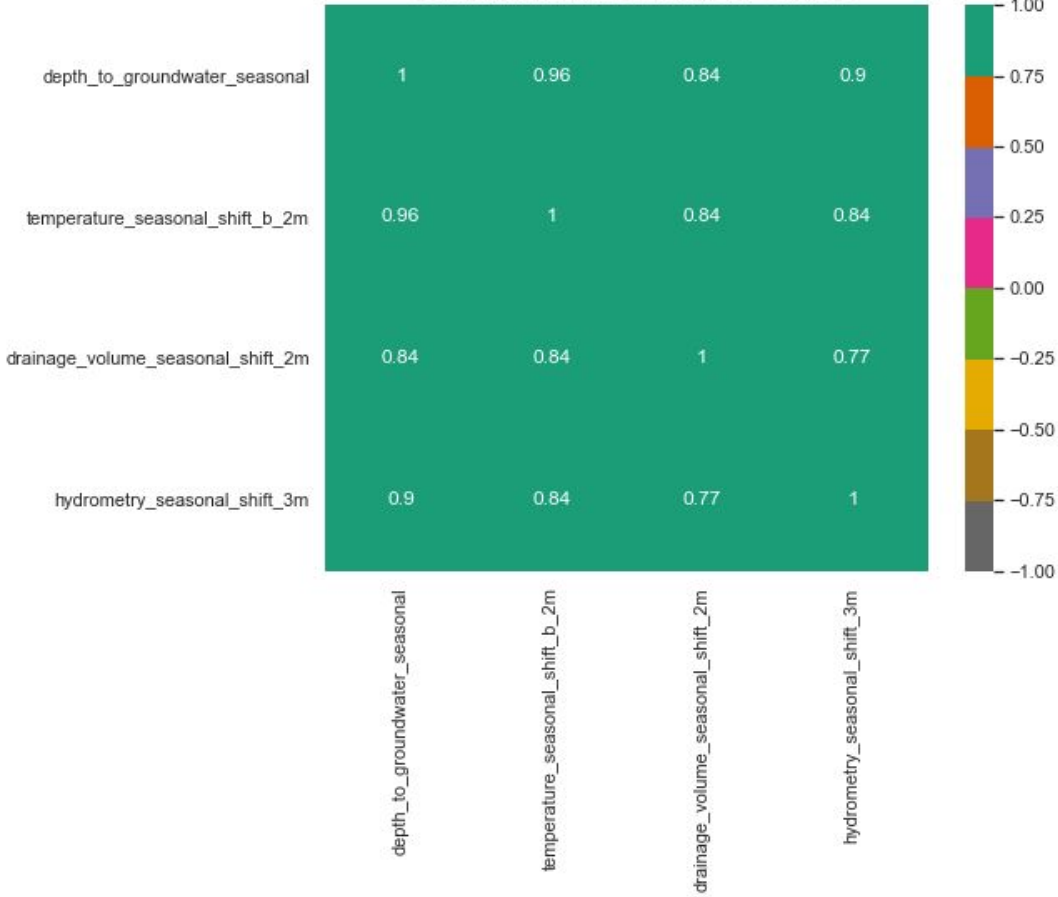 1.00
depth_to_groundwater_seasonal 1 0.96 0.84 0.9
0.75
0.50
temperature_seasonal_shift_b_2m 0.96 1 0.84 0.84
0.25
0.00
drainage_volume_seasonal_shift_2m 0.84 0.84 1 0.77
−0.25
−0.50
hydrometry_seasonal_shift_3m 0.9 0.84 0.77 1
−0.75
−1.00
depth_to_groundwater_seasonal
temperature_seasonal_shift_b_2m
drainage_volume_seasonal_shift_2m
hydrometry_seasonal_shift_3m